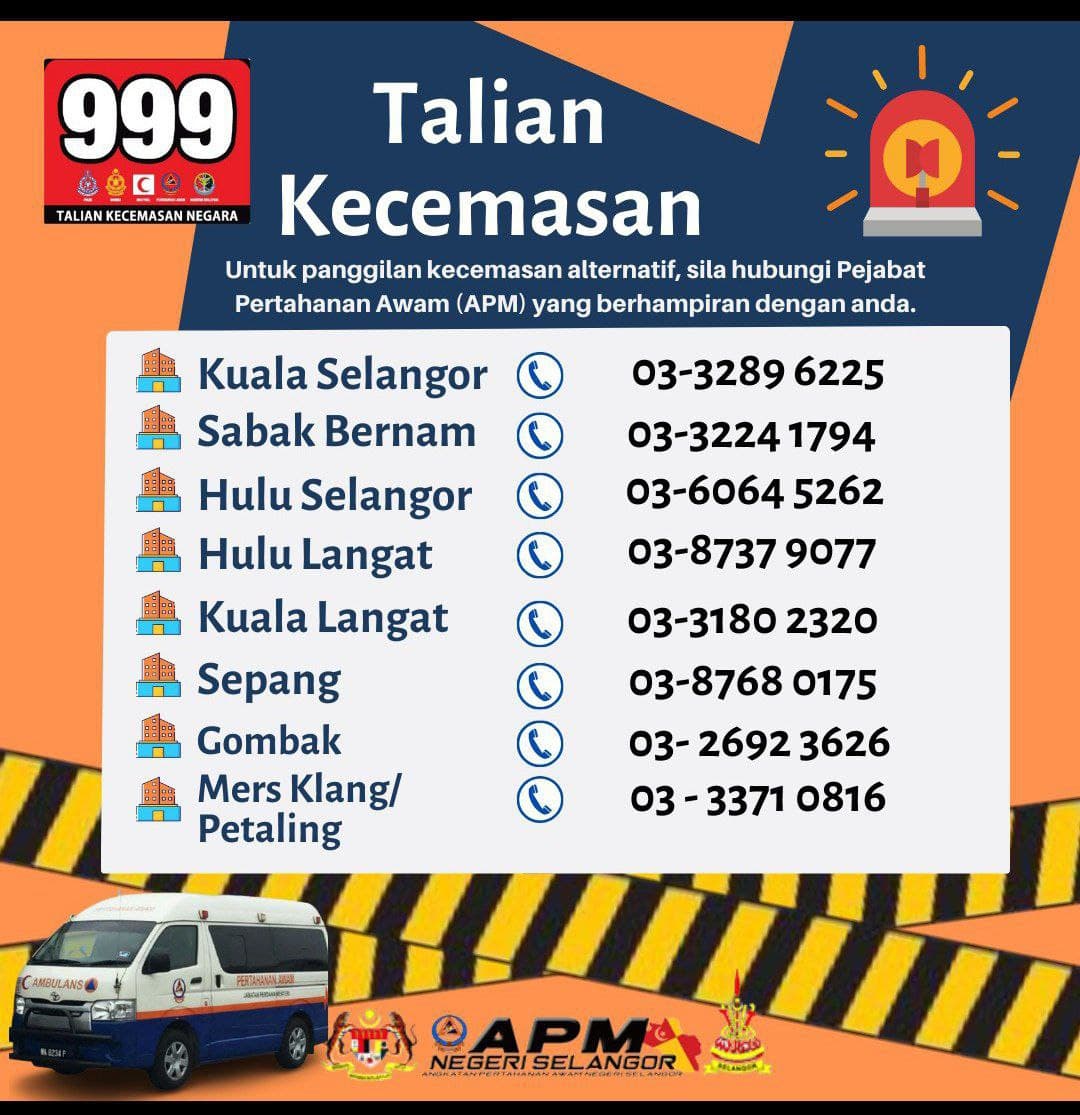 999
TALIAN KECEMASAN NEGARA
Talian
Kecemasan
Untuk panggilan kecemasan alternatif, sila hubungi Pejabat
Pertahanan Awam (APM) yang berhampiran dengan anda.
Kuala Selangor 03-3289 6225
Sabak Bernam 03-3224 1794
Hulu Selangor 03-6064 5262
Hulu Langat 03-8737 9077
Kuala Langat 03-3180 2320
Sepang 03-8768 0175
Gombak 03- 2692 3626
Mers Klang/ 03 - 3371 0816
Petaling
AMBULANS
PERTAHANAN AWAM
APM
NEGERI SELANGOR
ANGKATAN PERTAHANAN AWAM NEGERI SELANGOR
SELANGOR